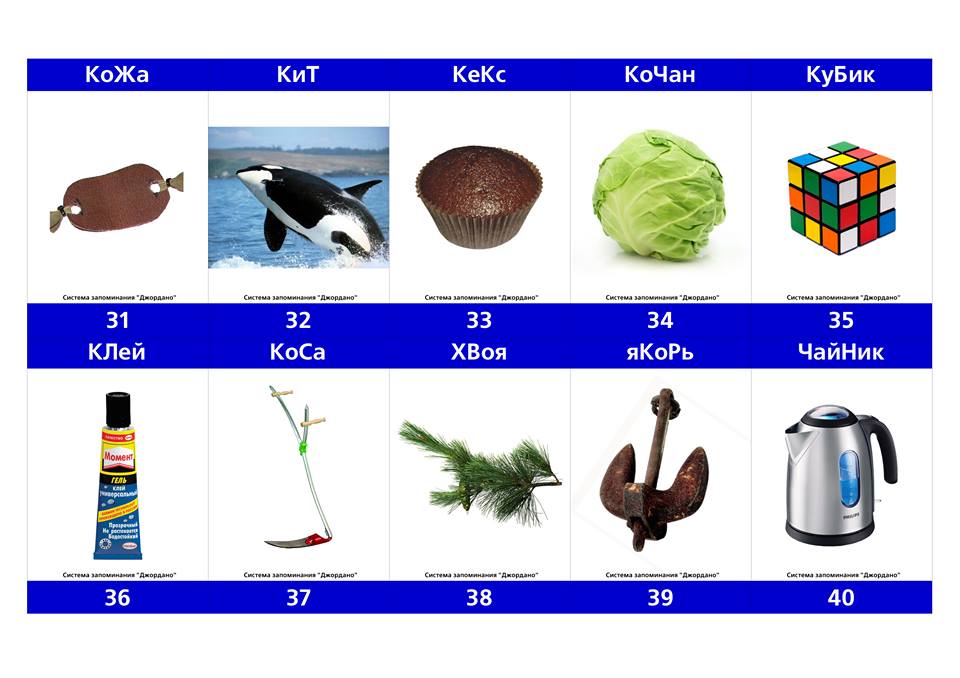 КоЖа КиТ КеКс КоЧан КуБик
Система запоминания "Джордано" Система запоминания "Джордано" Система запоминания "Джордано" Система запоминания "Джордано" Система запоминания "Джордано"
31 32 33 34 35
КЛей КоСа ХВоя яКоРь ЧайНик
Момент
ГЕЛЬ
клей
универсальный
Прозрачный
Не растекается
Водостойкий
PHILIPS
Система запоминания "Джордано" Система запоминания "Джордано" Система запоминания "Джордано" Система запоминания "Джордано" Система запоминания "Джордано"
36 37 38 39 40